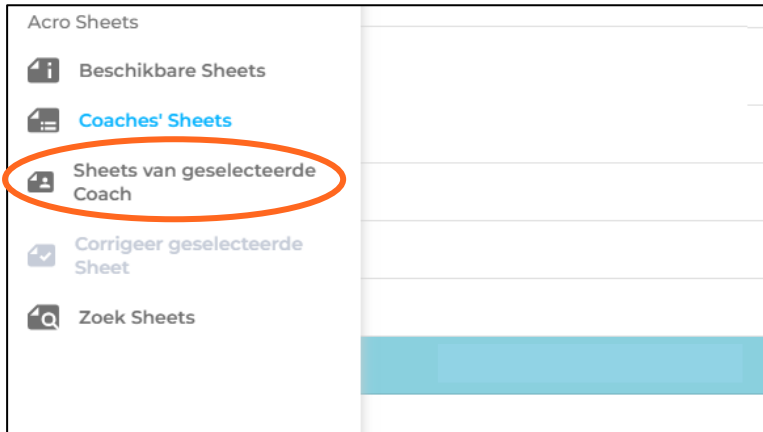 Acro Sheets
Beschikbare Sheets
Coaches' Sheets
Sheets van geselecteerde
Coach
Corrigeer geselecteerde
Sheet
Zoek Sheets